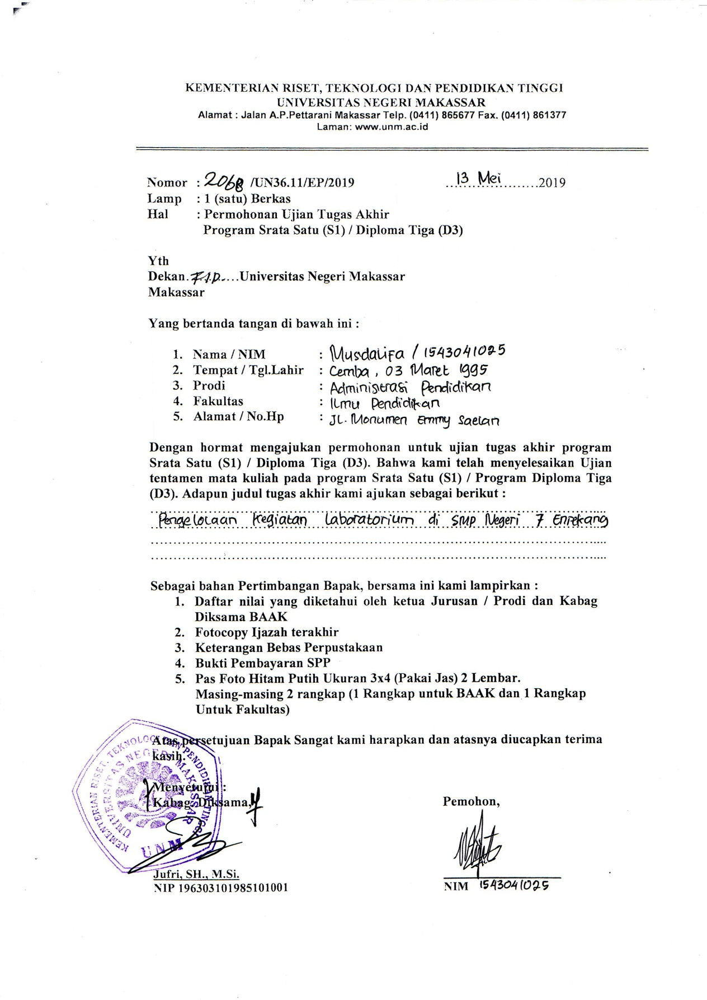 KEMENTERIAN RISET, TEKNOLOGI DAN PENDIDIKAN TINGGI
UNIVERSITAS NEGERI MAKASSAR
Alamat : Jalan A.P.Pettarani Makassar Telp. (0411) 865677 Fax. (0411) 861377
Laman: www.unm.ac.id
Nomor : 2068 /UN36.11/EP/2019 13 Mei 2019
Lamp : 1 (satu) Berkas
Hal : Permohonan Ujian Tugas Akhir
Program Srata Satu (S1) / Diploma Tiga (D3)
Yth
Dekan. F.I.P.....Universitas Negeri Makassar
Makassar
Yang bertanda tangan di bawah ini :
1. Nama / NIM : Musdalifa / 1543041025
2. Tempat / Tgl.Lahir : Cemba , 03 Maret 1995
3. Prodi : Administrasi Pendidikan
4. Fakultas : Ilmu Pendidikan
5. Alamat / No.Hp : JL. Monumen Emmy Saelan
Dengan hormat mengajukan permohonan untuk ujian tugas akhir program
Srata Satu (S1) / Diploma Tiga (D3). Bahwa kami telah menyelesaikan Ujian
tentamen mata kuliah pada program Srata Satu (S1) / Program Diploma Tiga
(D3). Adapun judul tugas akhir kami ajukan sebagai berikut :
Pengelolaan Kegiatan Laboratorium di SMP Negeri 7 Enrekang
Sebagai bahan Pertimbangan Bapak, bersama ini kami lampirkan :
1. Daftar nilai yang diketahui oleh ketua Jurusan / Prodi dan Kabag
Diksama BAAK
2. Fotocopy Ijazah terakhir
3. Keterangan Bebas Perpustakaan
4. Bukti Pembayaran SPP
5. Pas Foto Hitam Putih Ukuran 3x4 (Pakai Jas) 2 Lembar.
Masing-masing 2 rangkap (1 Rangkap untuk BAAK dan 1 Rangkap
Untuk Fakultas)
Atas persetujuan Bapak Sangat kami harapkan dan atasnya diucapkan terima
kasih.
KEMENTERIAN RISET, TEKNOLOGI DAN PENDIDIKAN TINGGI
UNIVERSITAS NEGERI MAKASSAR
UNM
Menyetujui :
Kabag. Diksama,
Pemohon,
Jufri, SH., M.Si.
NIP 196303101985101001
NIM 1543041025